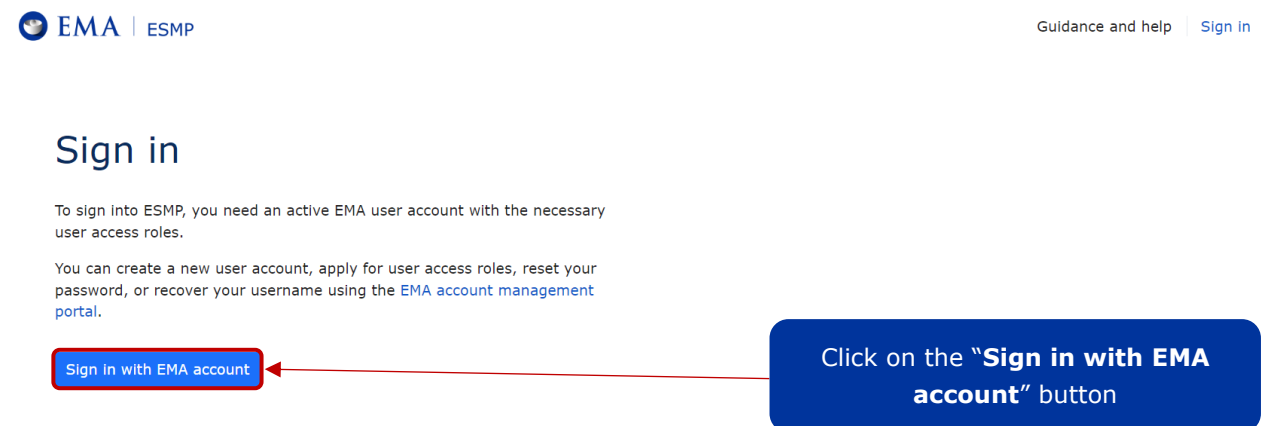 EMA ESMP
Guidance and help Sign in
Sign in
To sign into ESMP, you need an active EMA user account with the necessary
user access roles.
You can create a new user account, apply for user access roles, reset your
password, or recover your username using the EMA account management
portal.
Sign in with EMA account
Click on the “Sign in with EMA
account” button